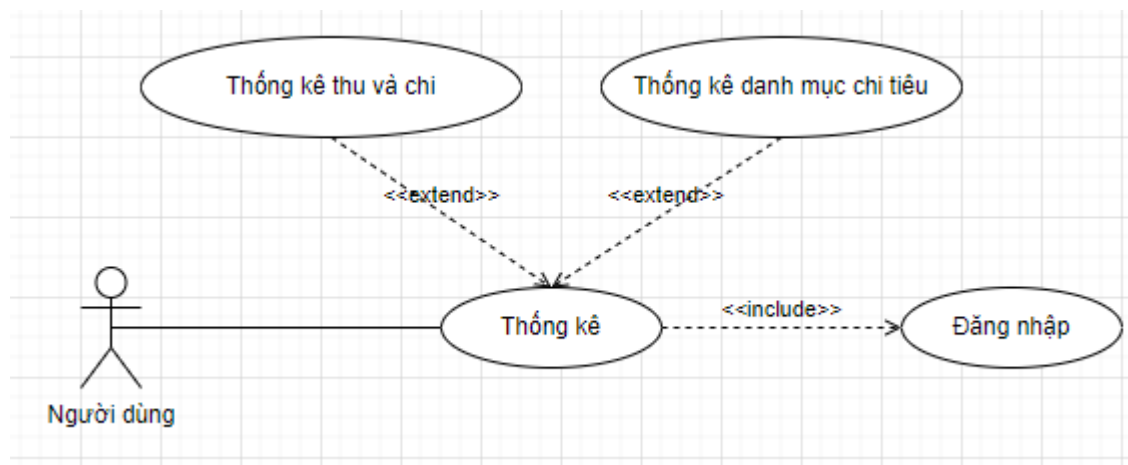 Thống kê thu và chi
Thống kê danh mục chi tiêu
<<extend>>
<<extend>>
<<include>>
Thống kê
Đăng nhập
Người dùng